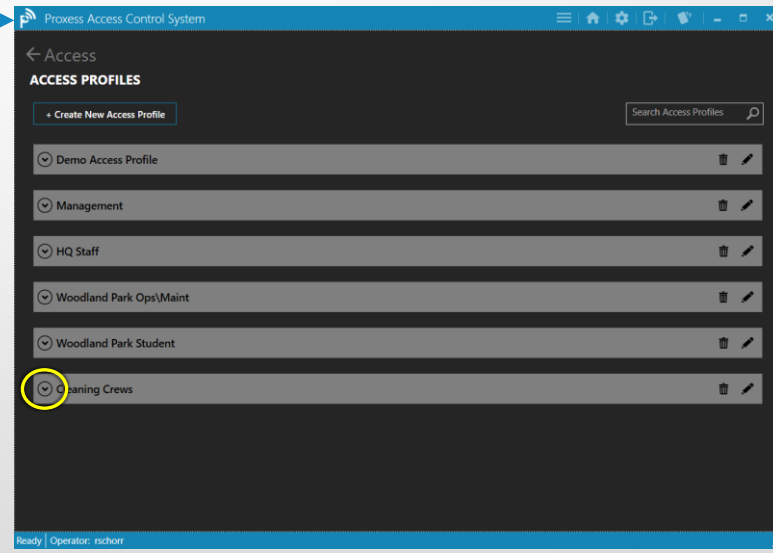 Proxess Access Control System
Access
ACCESS PROFILES
+ Create New Access Profile
Search Access Profiles
Demo Access Profile
Management
HQ Staff
Woodland Park Ops\Maint
Woodland Park Student
Cleaning Crews
Ready | Operator: rschorr